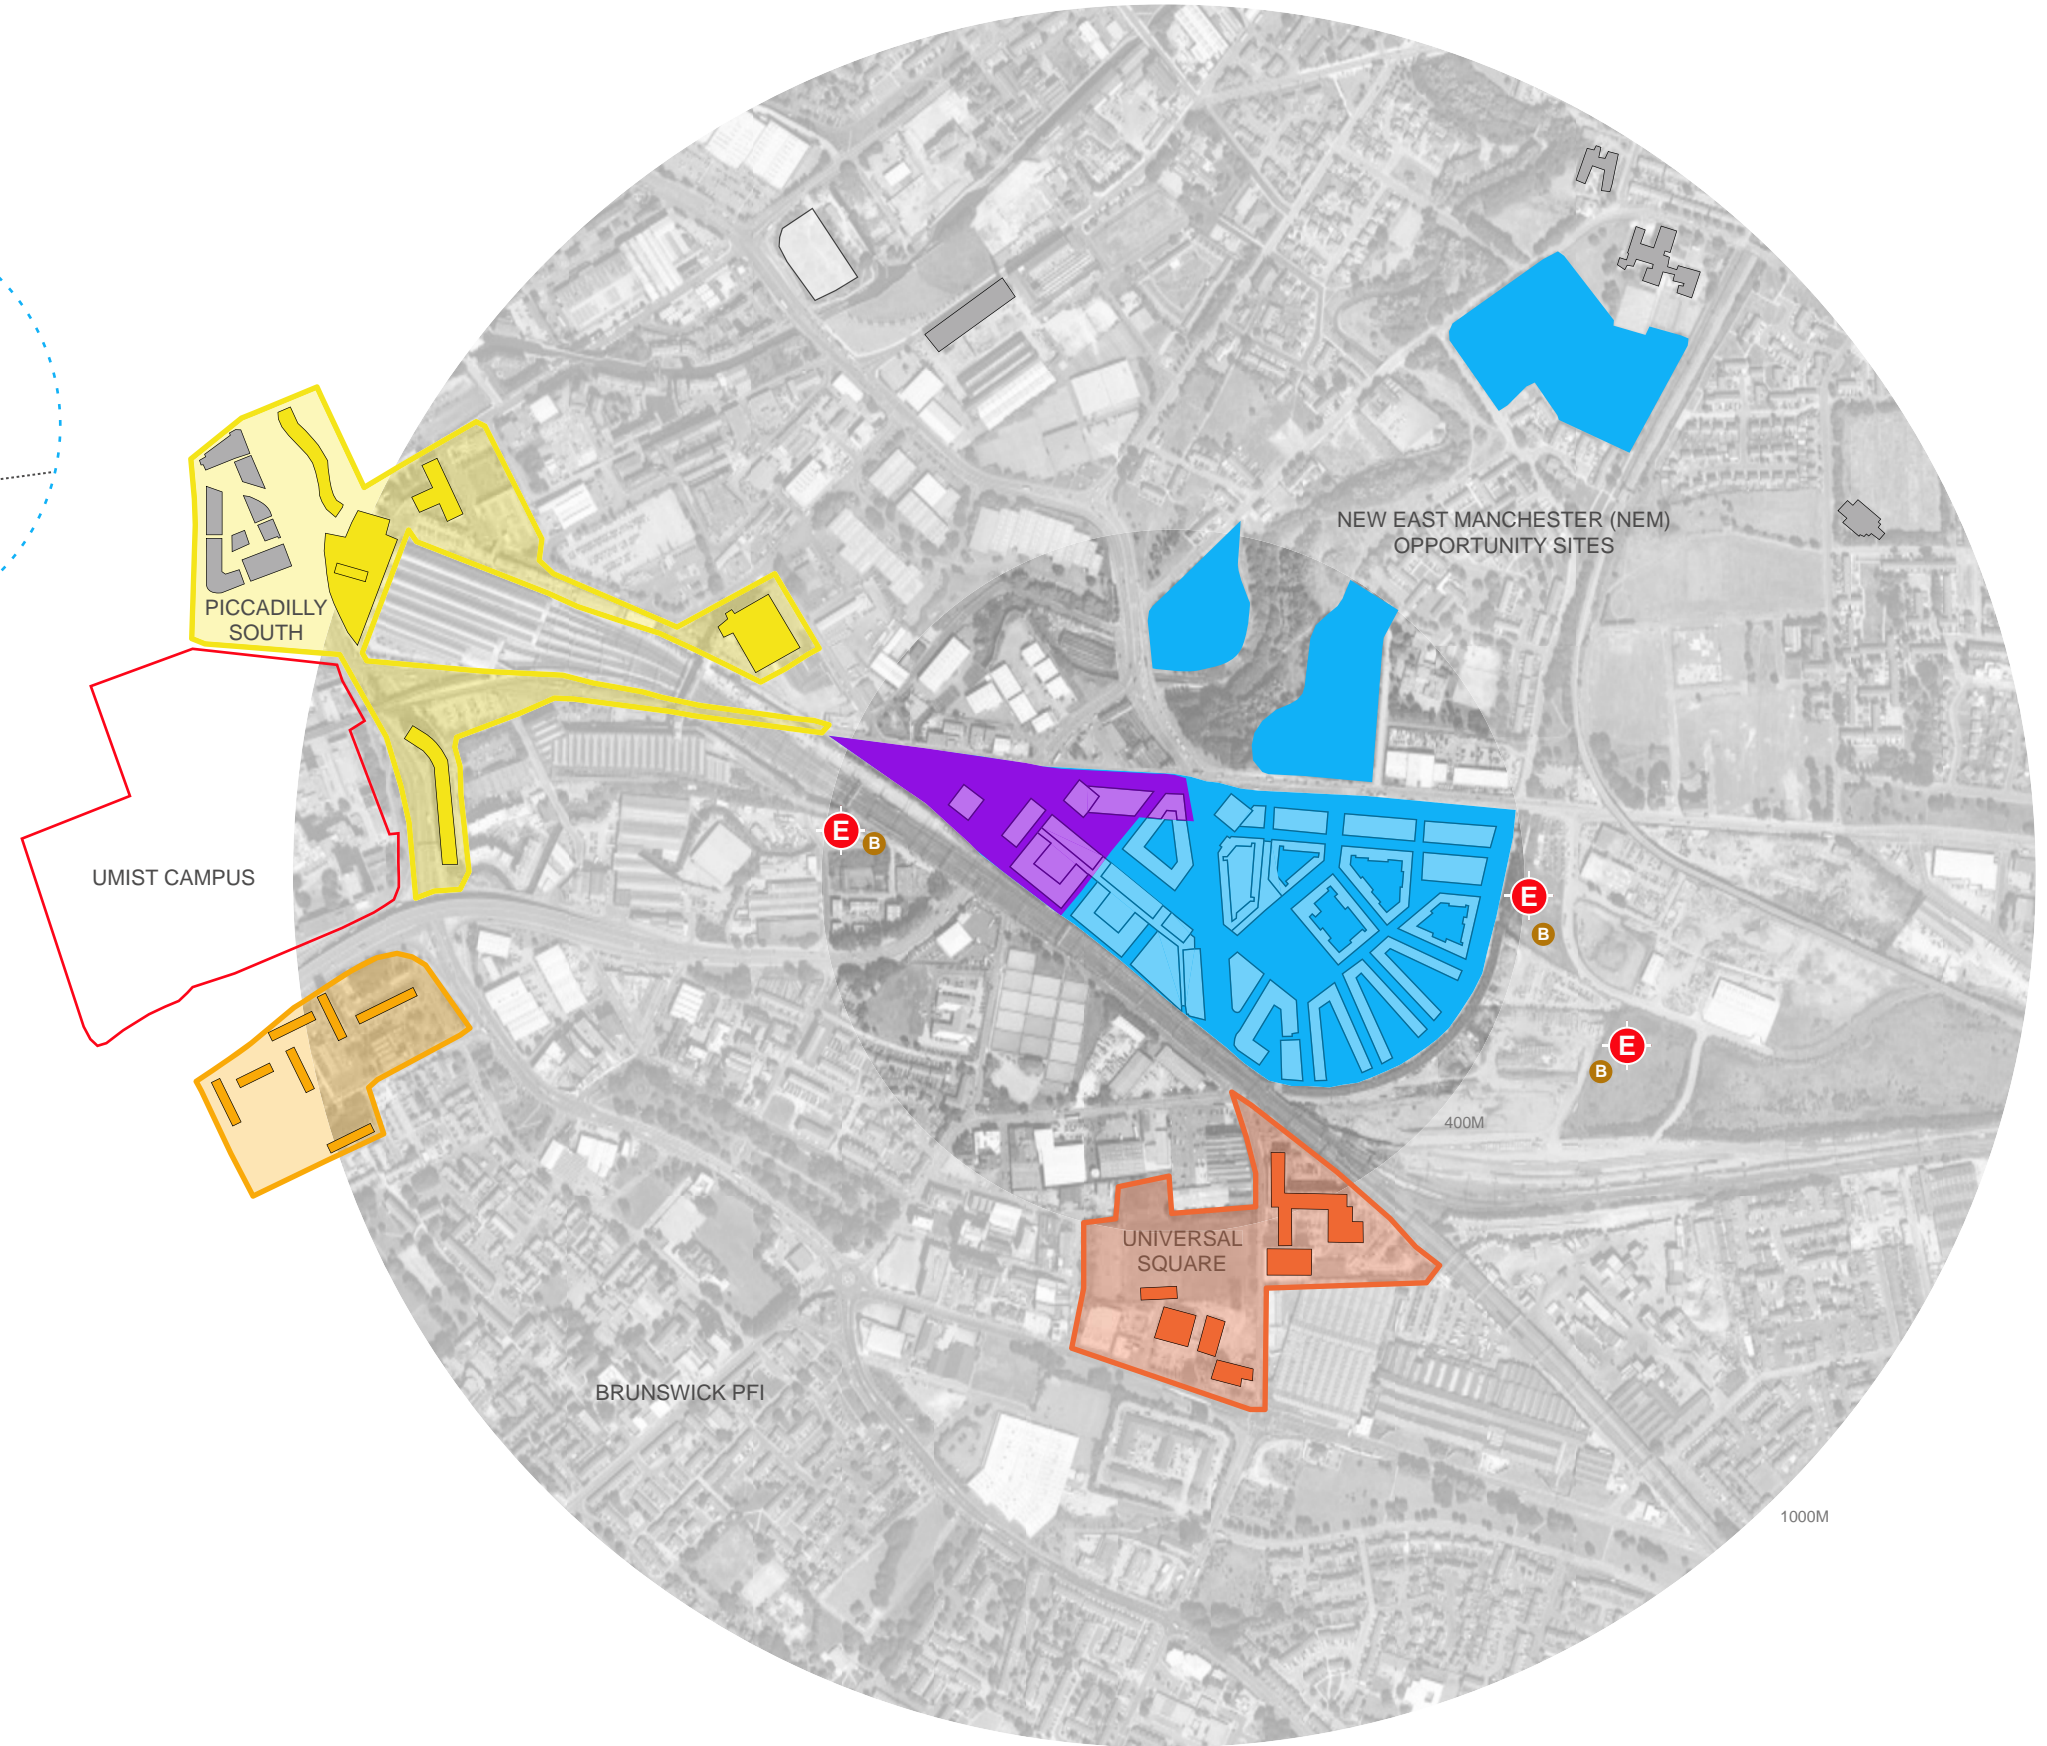 NEW EAST MANCHESTER (NEM)
OPPORTUNITY SITES
PICCADILLY
SOUTH
E
B
UMIST CAMPUS
E
B
E
B
400M
UNIVERSAL
SQUARE
BRUNSWICK PFI
1000M